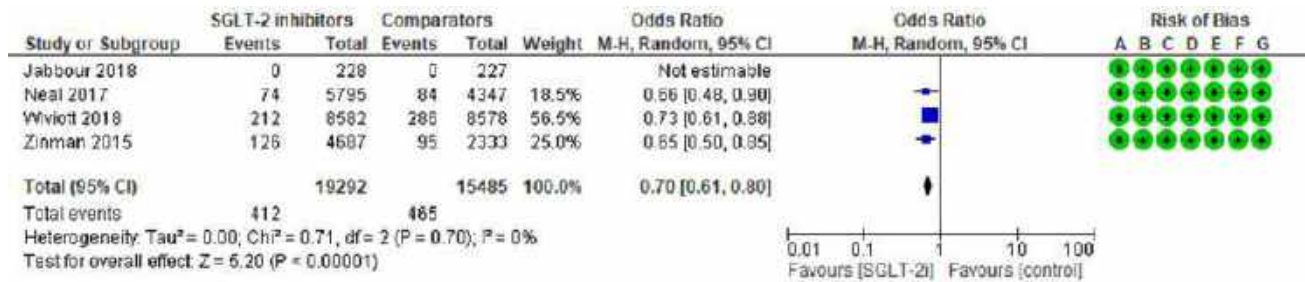 SGLT-2 inhibitors Comparators Odds Ratio Odds Ratio Risk of Bias
Study or Subgroup Events Total Events Total Weight M-H, Random, 95% CI M-H, Random, 95% CI A B C D E F G
Jabbour 2018 0 228 0 227 Not estimable
Neal 2017 74 5795 84 4347 18.5% 0.66 [0.48, 0.90]
Wiviott 2018 212 8582 286 8578 56.5% 0.73 [0.61, 0.88]
Zinman 2015 126 4687 95 2333 25.0% 0.65 [0.50, 0.85]
Total (95% CI) 19292 15485 100.0% 0.70 [0.61, 0.80]
Total events 412 465
Heterogeneity: Tau² = 0.00; Chi² = 0.71, df = 2 (P = 0.70); I² = 0%
Test for overall effect: Z = 5.20 (P < 0.00001)
0.01 0.1 1 10 100
Favours [SGLT-2i] Favours [control]